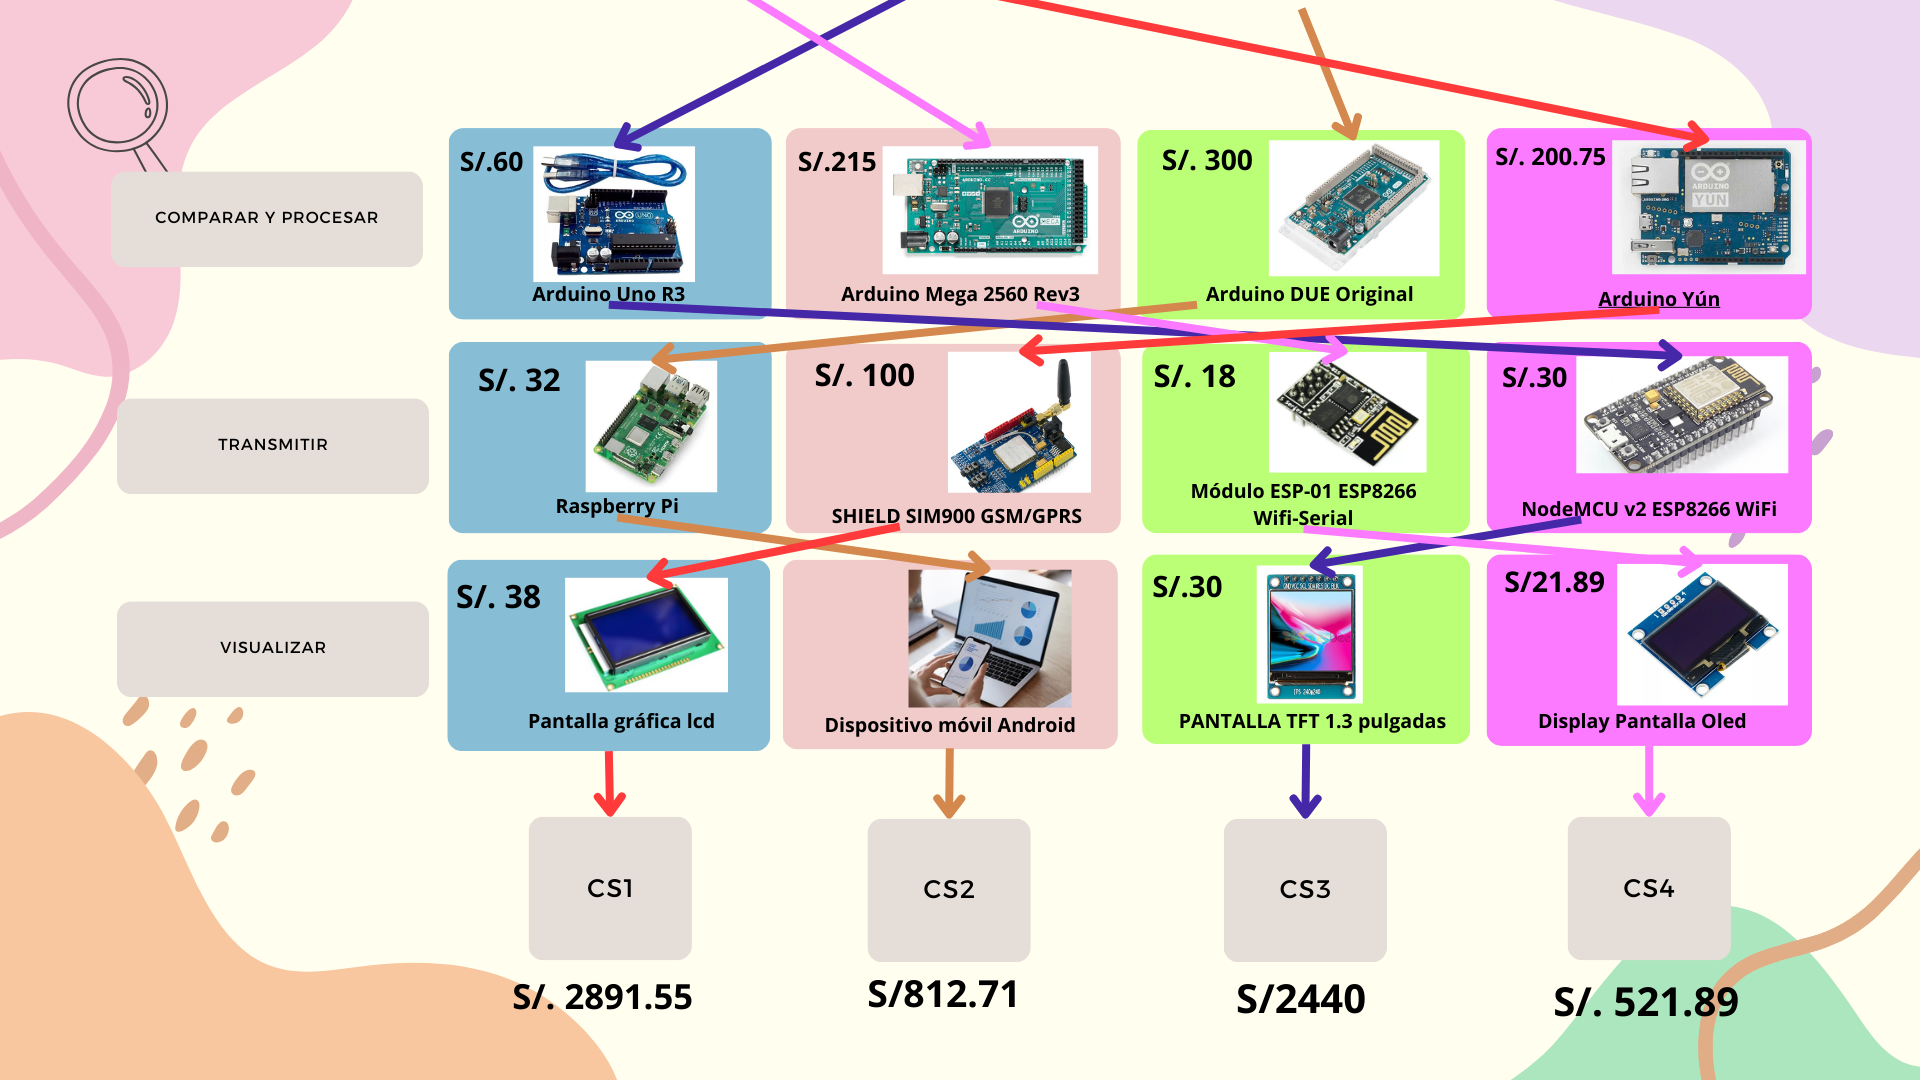 COMPARAR Y PROCESAR
S/.60
Arduino Uno R3
S/.215
Arduino Mega 2560 Rev3
S/. 300
Arduino DUE Original
S/. 200.75
ARDUINO
YUN
Arduino Yún
TRANSMITIR
S/. 32
Raspberry Pi
S/. 100
SHIELD SIM900 GSM/GPRS
S/. 18
Módulo ESP-01 ESP8266
Wifi-Serial
S/.30
NodeMCU v2 ESP8266 WiFi
VISUALIZAR
S/. 38
Pantalla gráfica lcd
Dispositivo móvil Android
S/.30
PANTALLA TFT 1.3 pulgadas
S/21.89
Display Pantalla Oled
CS1
CS2
CS3
CS4
S/. 2891.55
S/812.71
S/2440
S/. 521.89